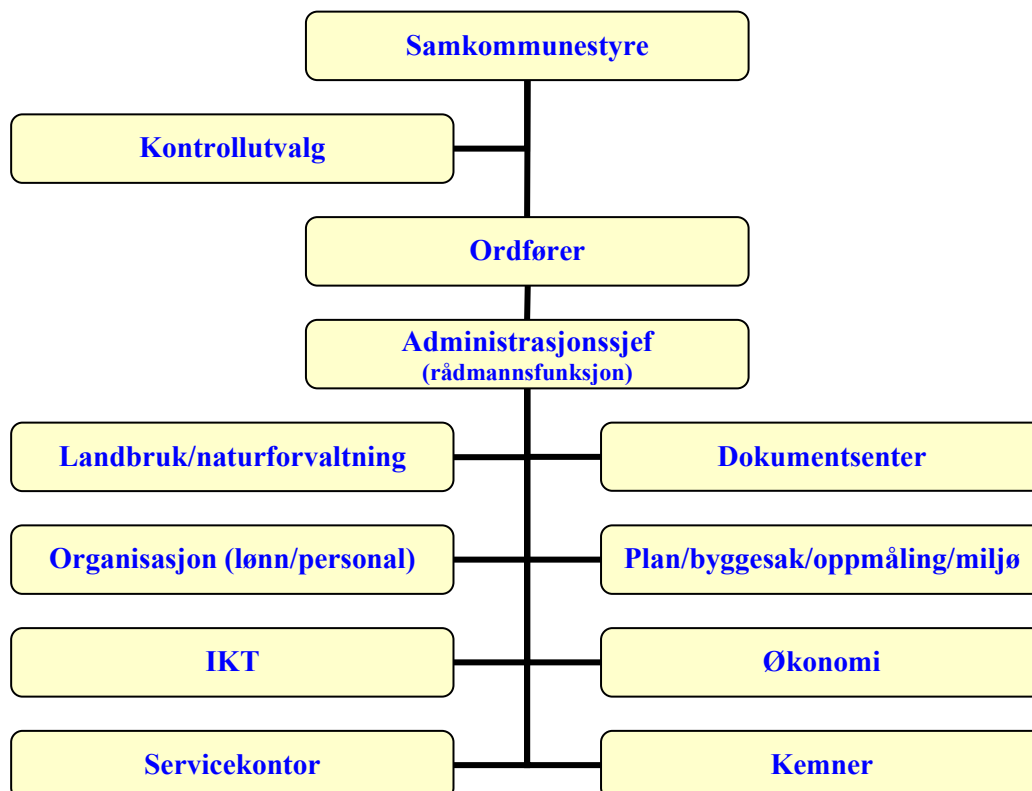 Samkommunestyre
Kontrollutvalg
Ordfører
Administrasjonssjef
(rådmannsfunksjon)
Landbruk/naturforvaltning
Dokumentsenter
Organisasjon (lønn/personal)
Plan/byggesak/oppmåling/miljø
IKT
Økonomi
Servicekontor
Kemner